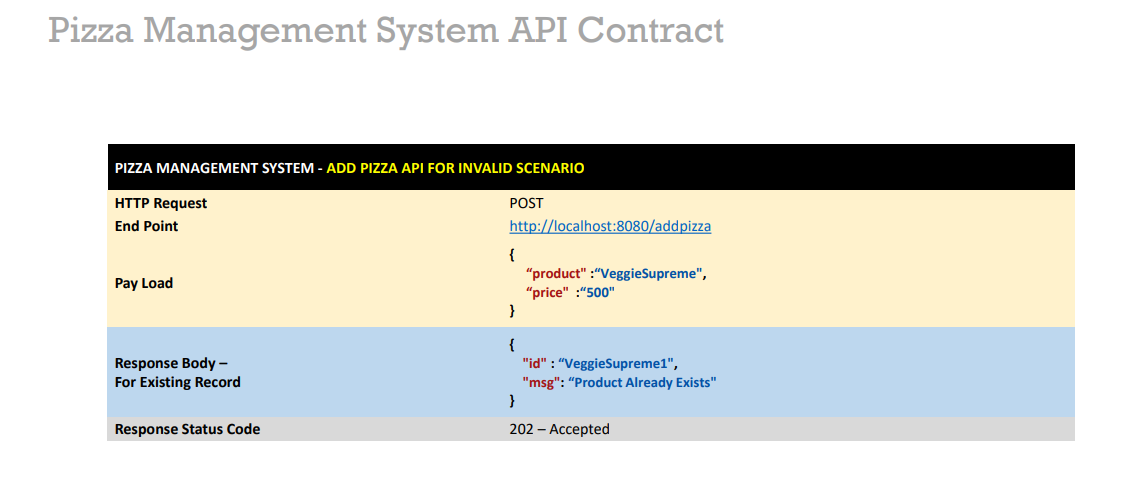 Pizza Management System API Contract
PIZZA MANAGEMENT SYSTEM - ADD PIZZA API FOR INVALID SCENARIO
HTTP Request POST
End Point http://localhost:8080/addpizza
Pay Load
{
“product" :“VeggieSupreme",
“price" :“500"
}
Response Body –
For Existing Record
{
"id" : “VeggieSupreme1",
"msg": “Product Already Exists"
}
Response Status Code 202 – Accepted